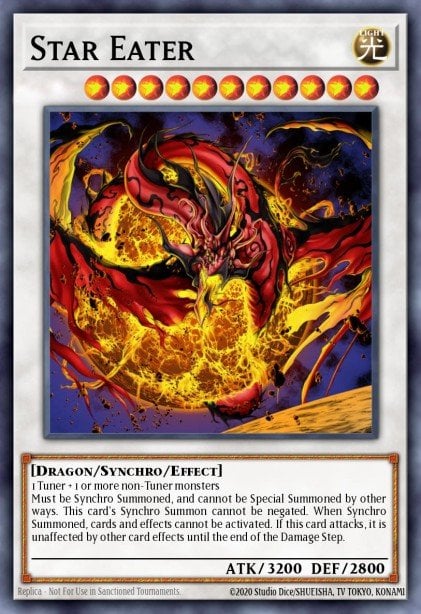 Star Eater
LIGHT
光
[Dragon/Synchro/Effect]
1 Tuner + 1 or more non-Tuner monsters
Must be Synchro Summoned, and cannot be Special Summoned by other
ways. This card's Synchro Summon cannot be negated. When Synchro
Summoned, cards and effects cannot be activated. If this card attacks, it is
unaffected by other card effects until the end of the Damage Step.
ATK/3200 DEF/2800
Replica - Not For Use in Sanctioned Tournaments.
©2020 Studio Dice/SHUEISHA, TV TOKYO, KONAMI